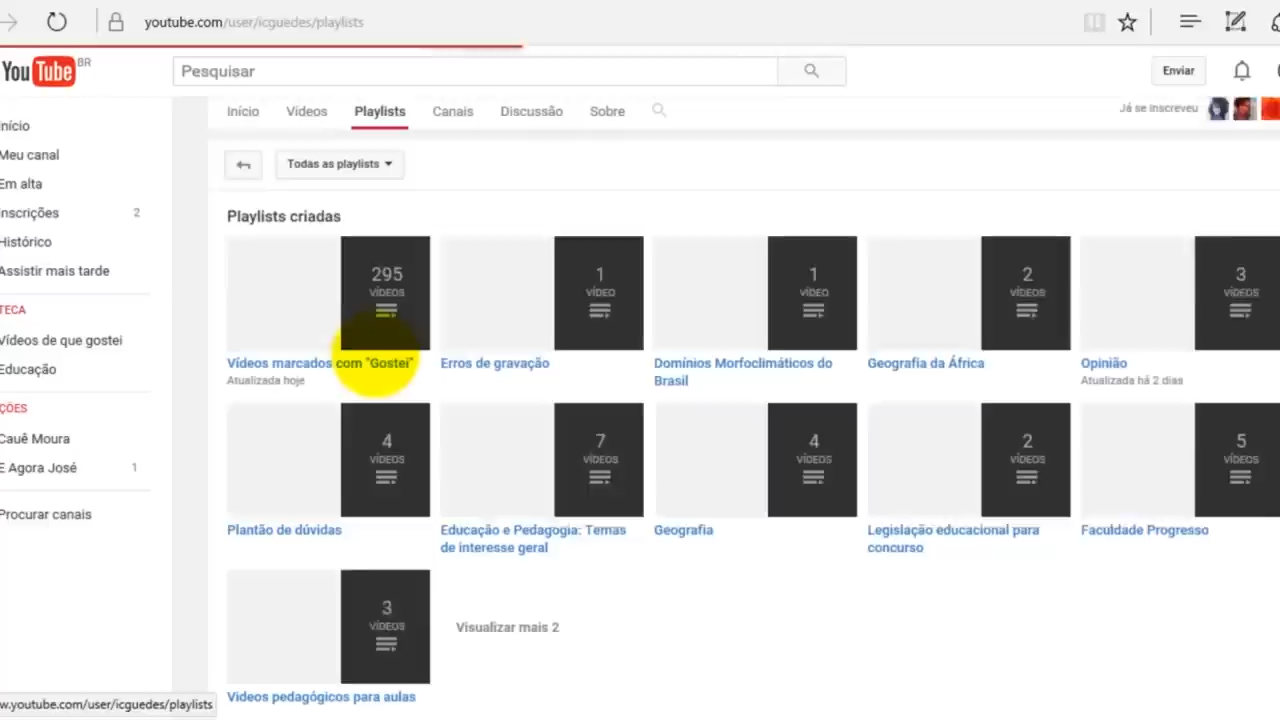 youtube.com/user/icguedes/playlists
YouTube BR
Pesquisar
Enviar
Início Vídeos Playlists Canais Discussão Sobre
Já se inscreveu
Todas as playlists
nício
Meu canal
Em alta
nscrições 2
Histórico
Assistir mais tarde
TECA
Vídeos de que gostei
Educação
ÇÕES
Cauê Moura
E Agora José 1
Procurar canais
Playlists criadas
295
VÍDEOS
Vídeos marcados com "Gostei"
Atualizada hoje
1
VÍDEO
Erros de gravação
1
VÍDEO
Domínios Morfoclimáticos do
Brasil
2
VÍDEOS
Geografia da África
3
VÍDEOS
Opinião
Atualizada há 2 dias
4
VÍDEOS
Plantão de dúvidas
7
VÍDEOS
Educação e Pedagogia: Temas
de interesse geral
4
VÍDEOS
Geografia
2
VÍDEOS
Legislação educacional para
concurso
5
VÍDEOS
Faculdade Progresso
3
VÍDEOS
Videos pedagógicos para aulas
Visualizar mais 2
w.youtube.com/user/icguedes/playlists